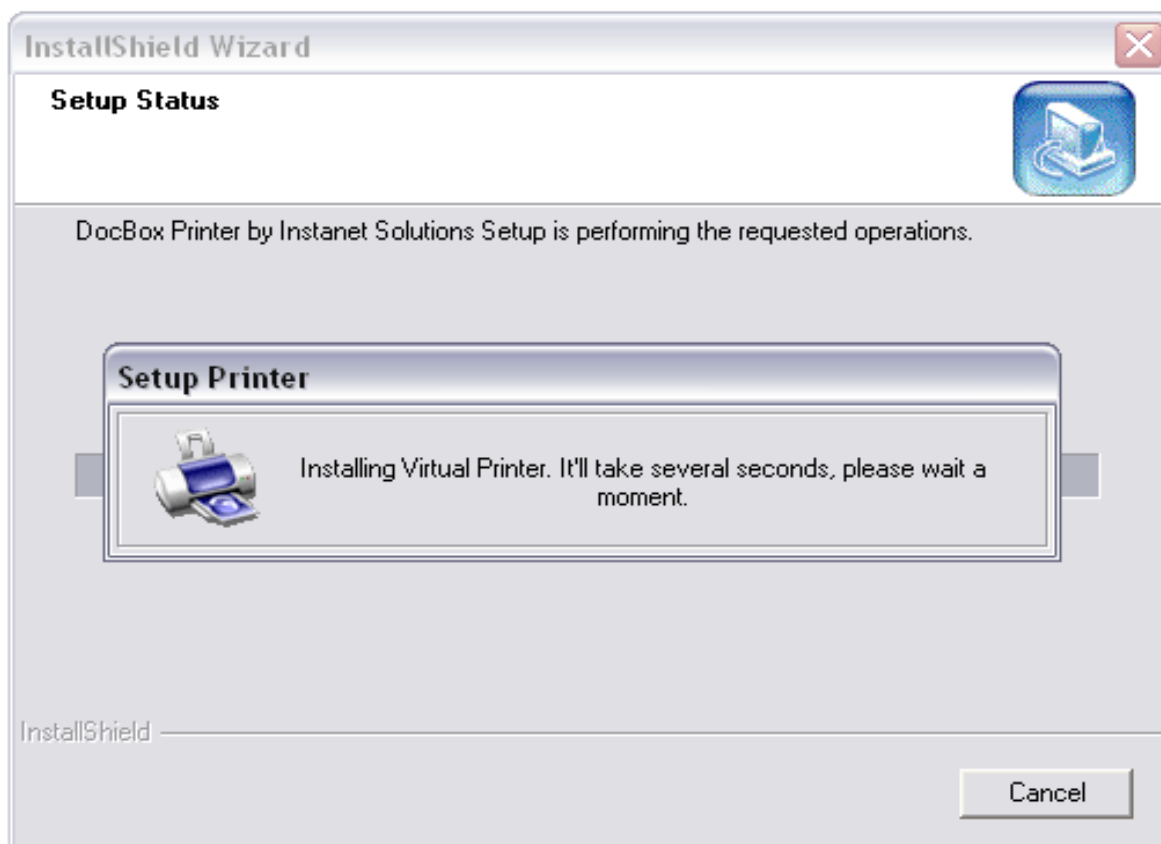 InstallShield Wizard
Setup Status
DocBox Printer by Instanet Solutions Setup is performing the requested operations.
Setup Printer
Installing Virtual Printer. It'll take several seconds, please wait a
moment.
InstallShield
Cancel